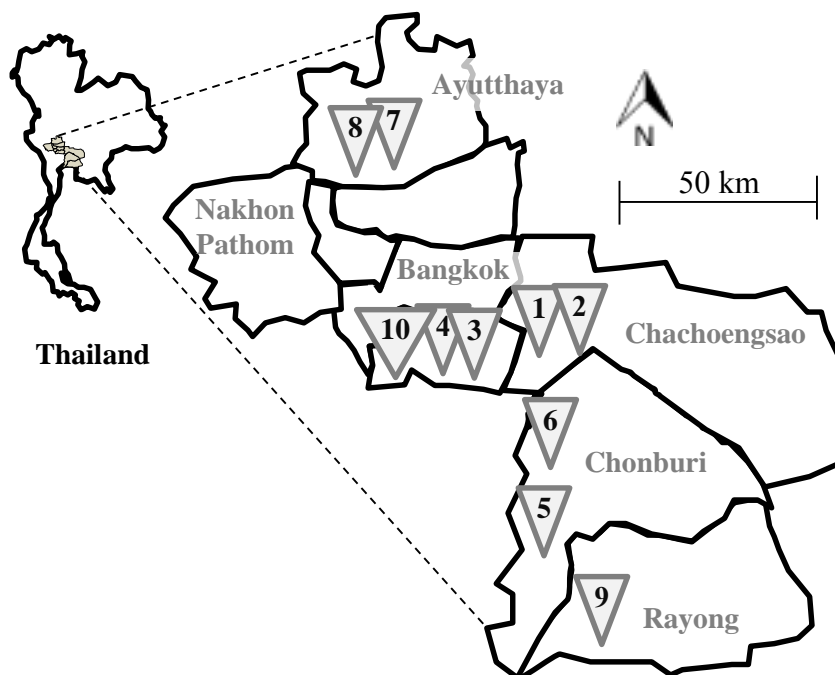 Ayutthaya
8
7
N
50 km
Nakhon
Pathom
Bangkok
1
2
10
4
3
Chachoengsao
Thailand
6
Chonburi
5
9
Rayong